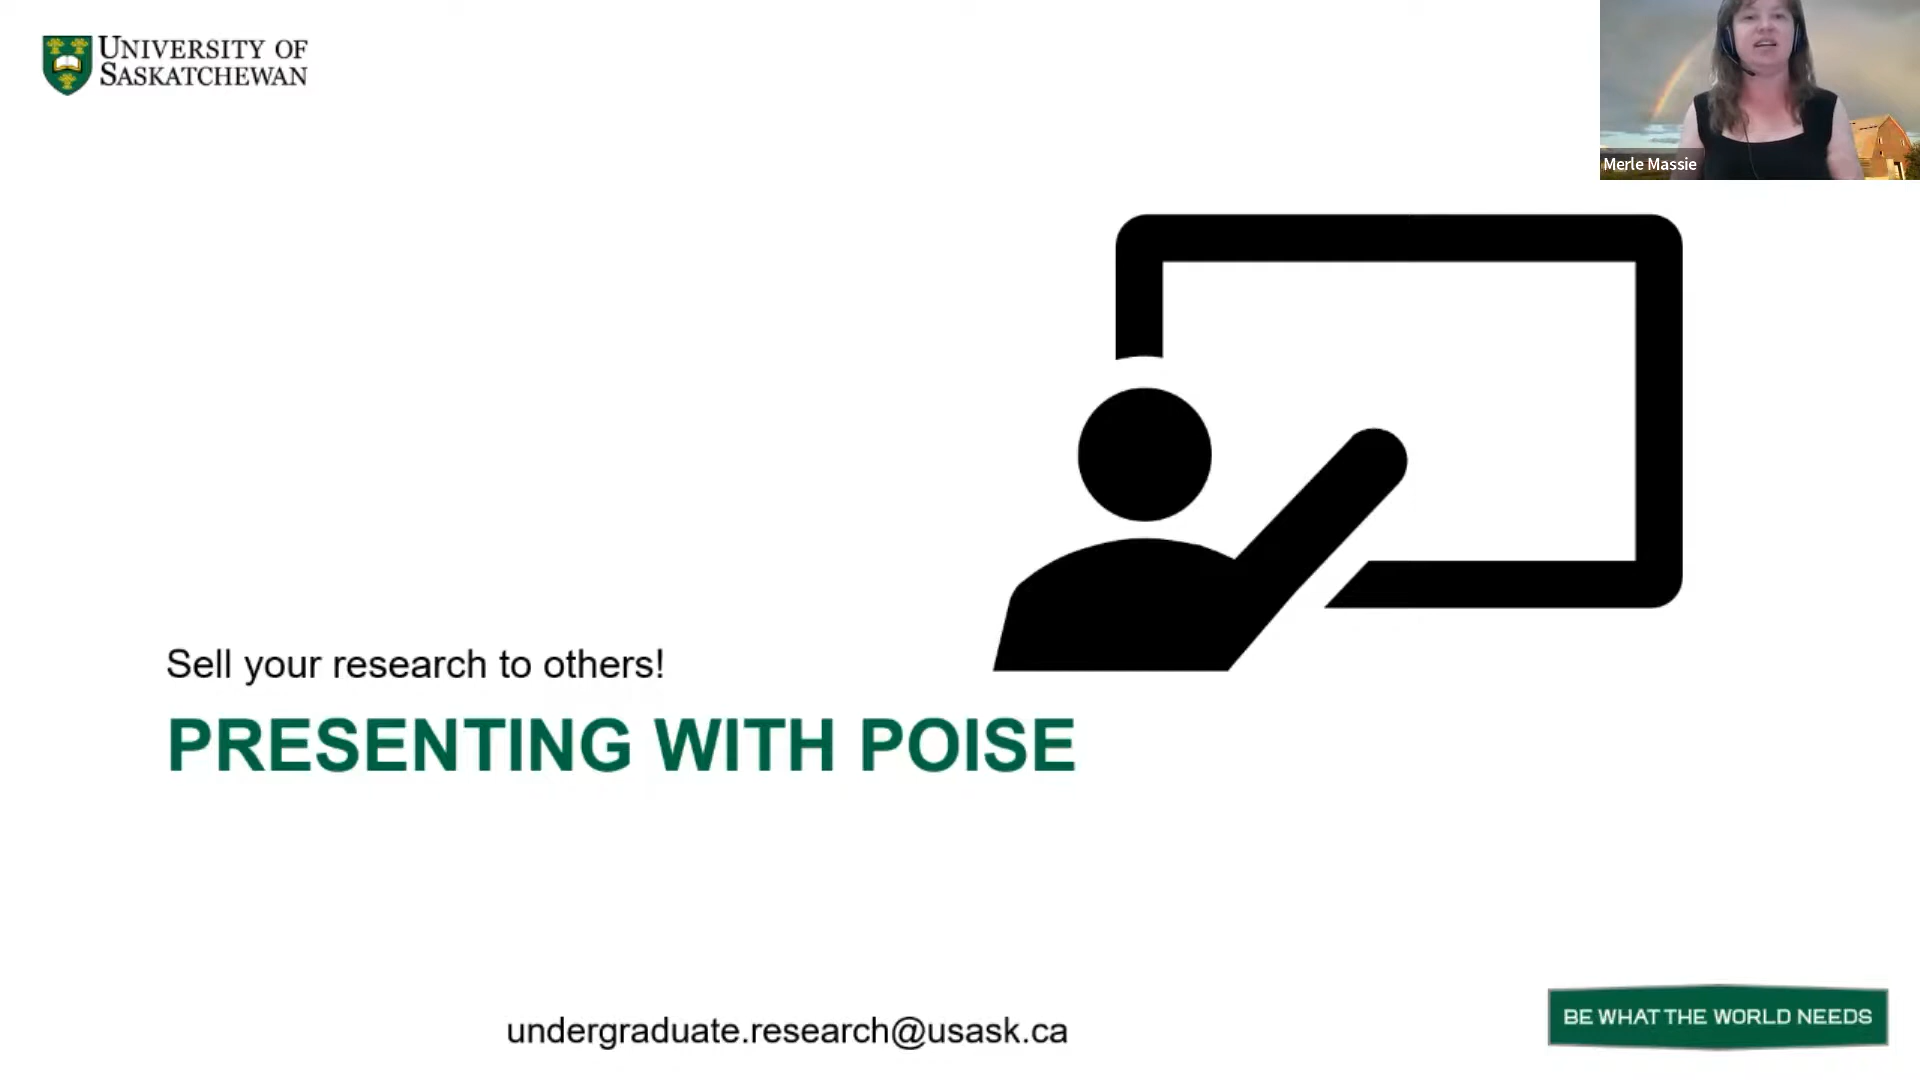 UNIVERSITY OF
SASKATCHEWAN
Merle Massie
Sell your research to others!
PRESENTING WITH POISE
undergraduate.research@usask.ca
BE WHAT THE WORLD NEEDS